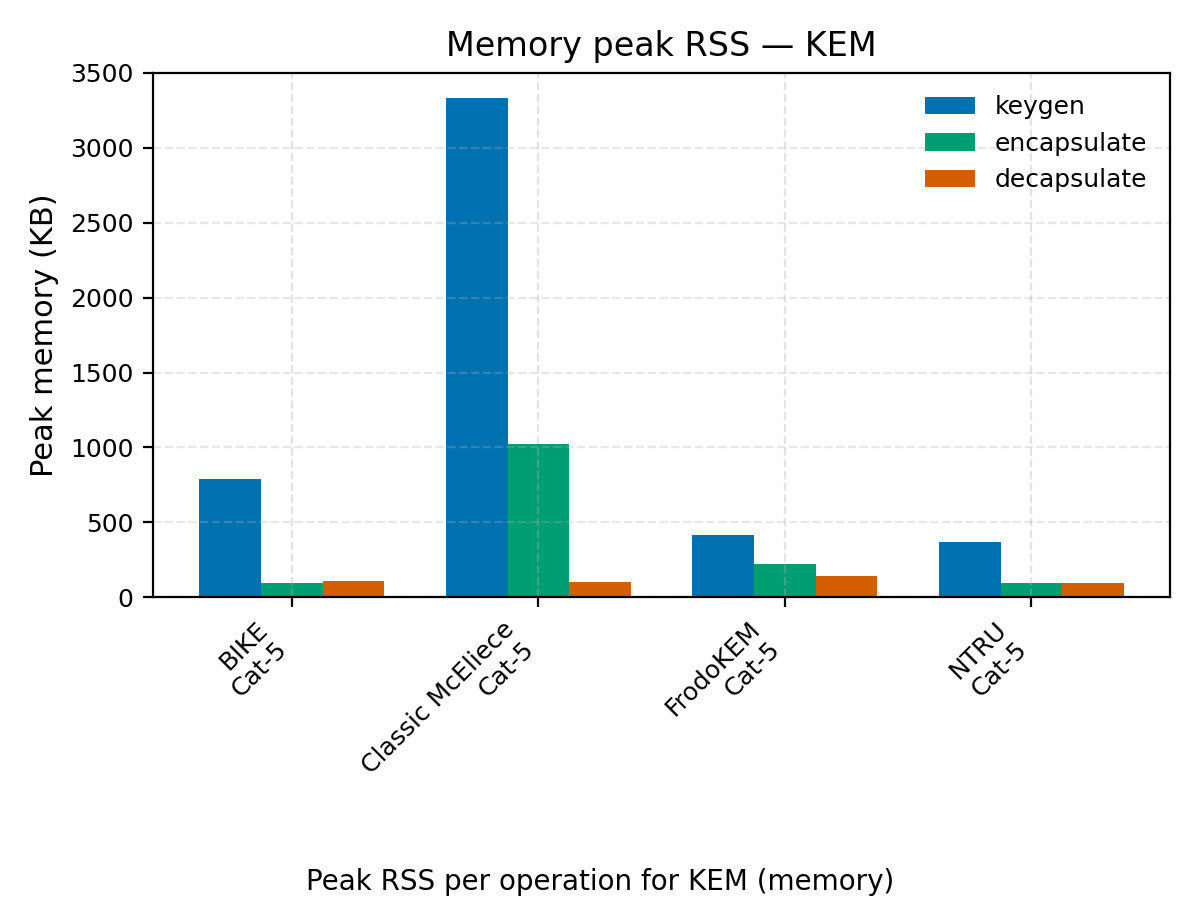 Memory peak RSS — KEM
3500
3000
2500
2000
1500
1000
500
0
Peak memory (KB)
keygen
encapsulate
decapsulate
BIKE
Cat-5
Classic McEliece
Cat-5
FrodoKEM
Cat-5
NTRU
Cat-5
Peak RSS per operation for KEM (memory)